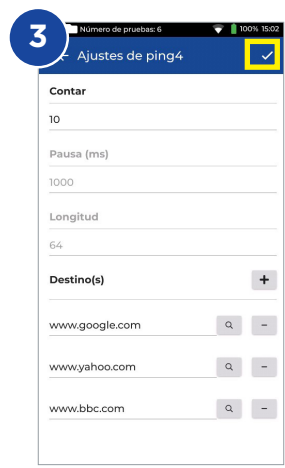 3
Número de pruebas: 6
100% 15:02
Ajustes de ping4
Contar
10
Pausa (ms)
1000
Longitud
64
Destino(s)
+
www.google.com
-
www.yahoo.com
-
www.bbc.com
-